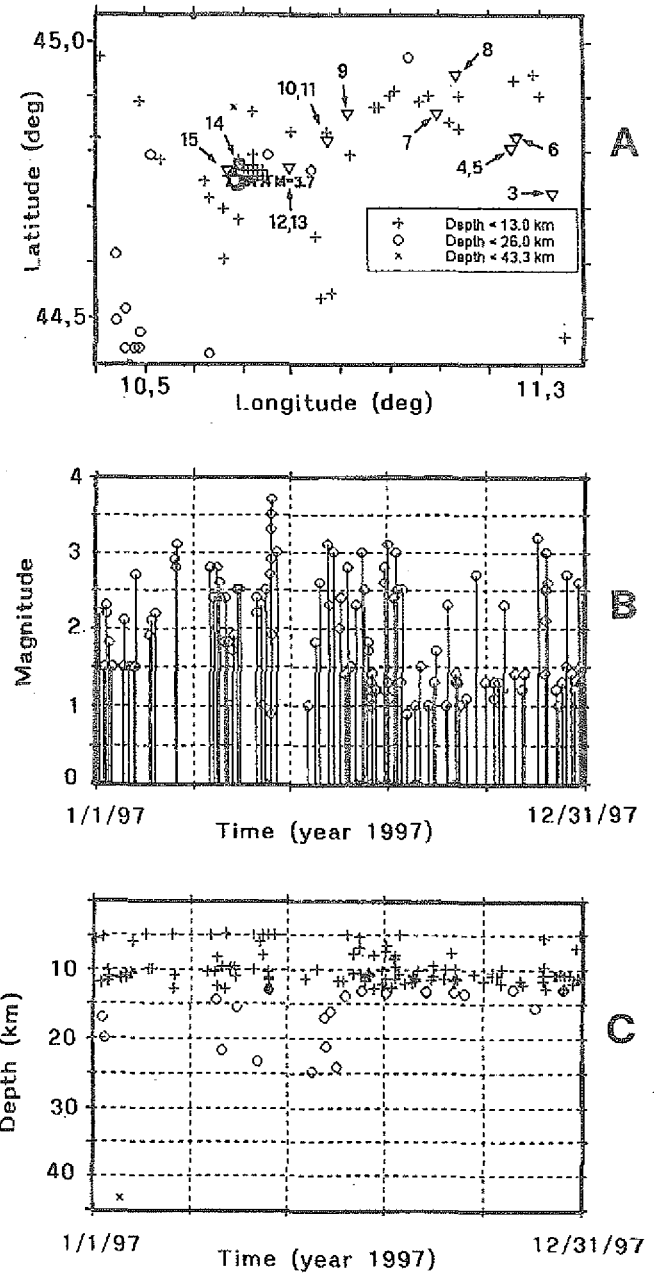 45,0
44,5
Latitude (deg)
10,5
11,3
Longitude (deg)
A
8
9
10,11
7
6
4,5
3
14
15
M=3.7
12,13
+ Depth < 13.0 km
o Depth < 26.0 km
x Depth < 43.3 km
4
3
2
1
0
Magnitude
B
1/1/97
12/31/97
Time (year 1997)
10
20
30
40
Depth (km)
C
1/1/97
12/31/97
Time (year 1997)